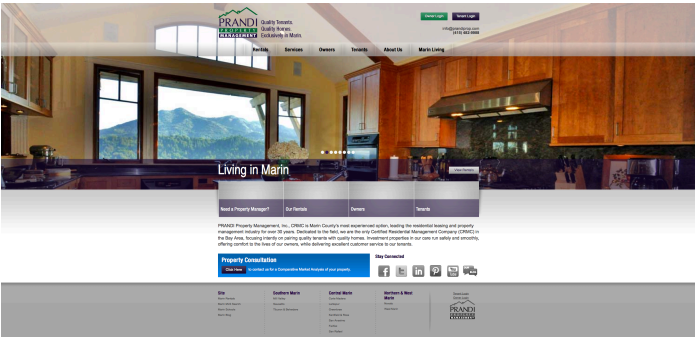 PRANDI
PROPERTY
MANAGEMENT
Quality Tenants.
Quality Homes.
Exclusively in Marin.
Owner Login
Tenant Login
info@prandiprop.com
(415) 482-9988
Rentals
Services
Owners
Tenants
About Us
Marin Living
Living in Marin
View Rentals
Need a Property Manager?
Our Rentals
Owners
Tenants
PRANDI Property Management, Inc., CRMC is Marin County's most experienced option, leading the residential leasing and property
management industry for over 30 years. Dedicated to the field, we are the only Certified Residential Management Company (CRMC) in
the Bay Area, focusing intently on pairing quality tenants with quality homes. Investment properties in our care run safely and smoothly,
offering comfort to the lives of our owners, while delivering excellent customer service to our tenants.
Property Consultation
Click Here
to contact us for a Comparative Market Analysis of your property.
Stay Connected
Site
Southern Marin
Central Marin
Northern & West
Marin
PRANDI
PROPERTY
MANAGEMENT